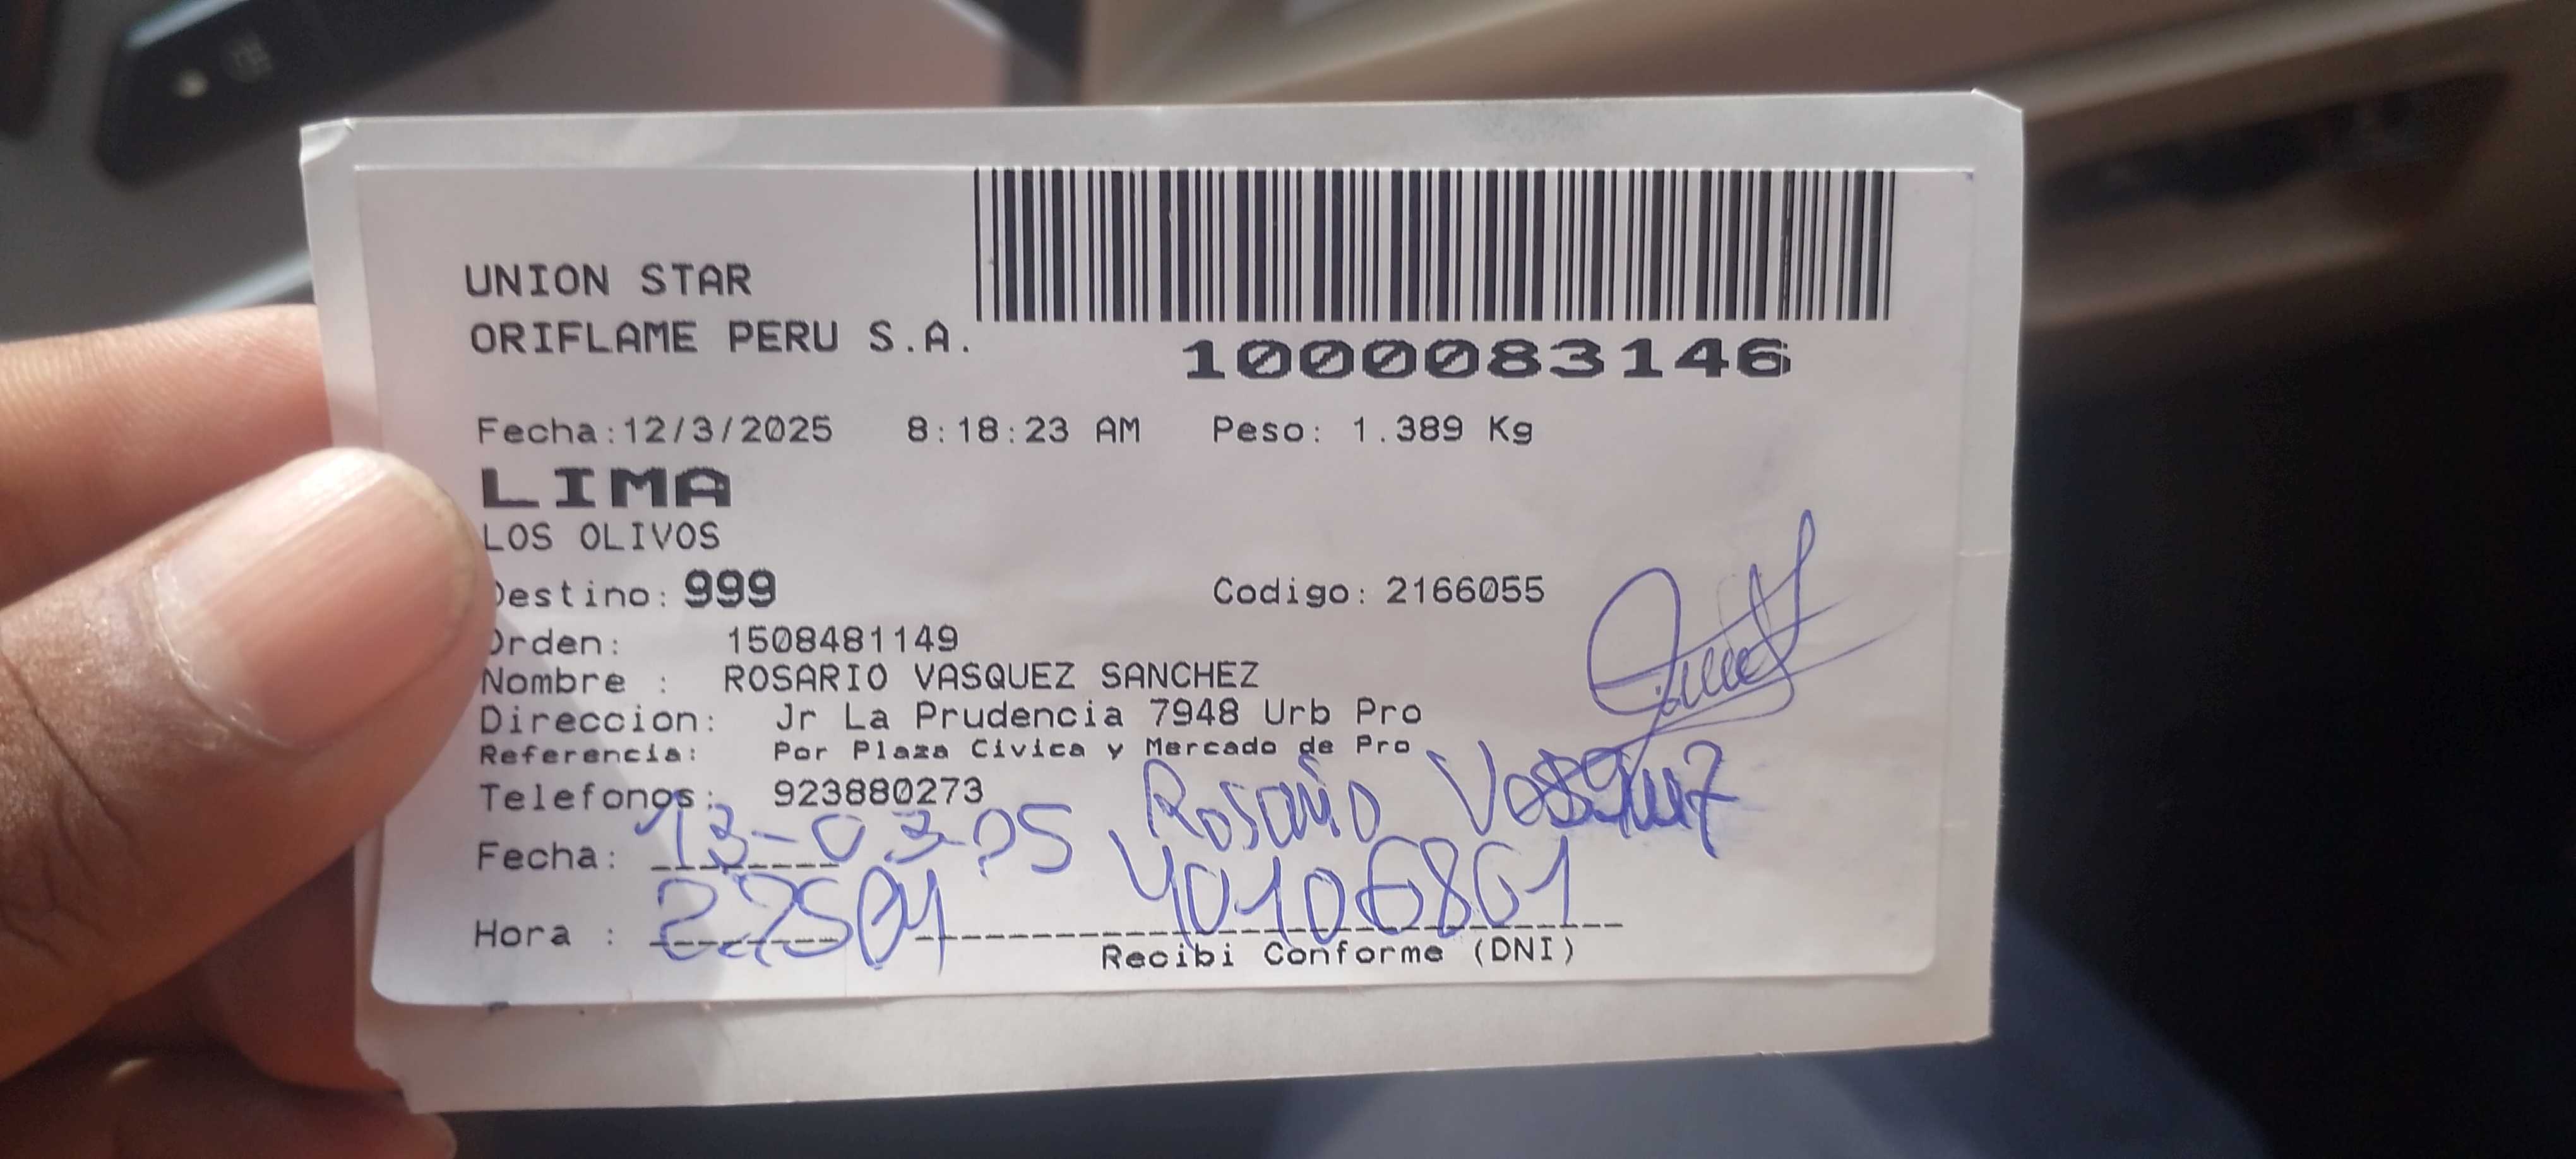 UNION STAR
ORIFLAME PERU S.A.
1000083146
Fecha:12/3/2025 8:18:23 AM Peso: 1.389 Kg
LIMA
LOS OLIVOS
Destino: 999 Codigo: 2166055
Orden: 1508481149
Nombre : ROSARIO VASQUEZ SANCHEZ
Direccion: Jr La Prudencia 7948 Urb Pro
Referencia: Por Plaza Civica y Mercado de Pro
Telefonos: 923880273
Rosario Vasquez
Fecha: 13-03-25
40106861
Hora :
Recibi Conforme (DNI)